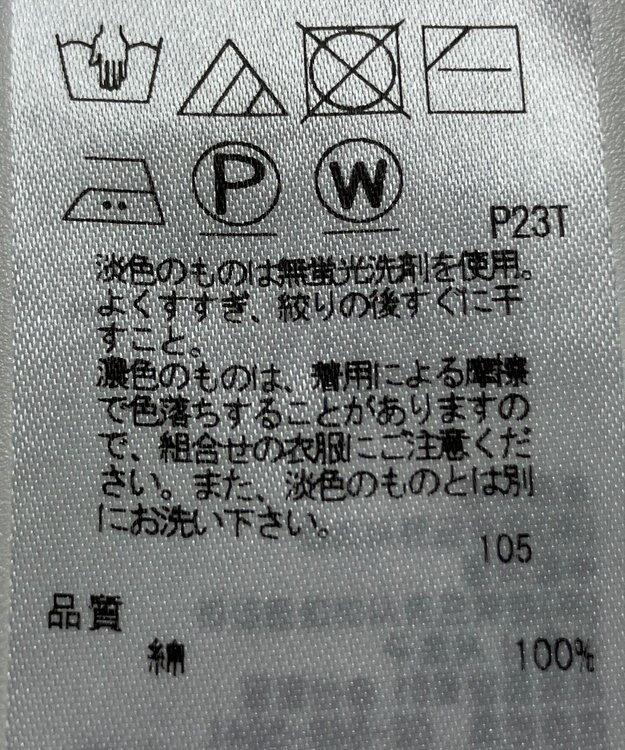 P W
P23T
淡色のものは無蛍光洗剤を使用。
よくすすぎ、絞りの後すぐに干
すこと。
濃色のものは、着用による摩擦
で色落ちすることがありますの
で、組合せの衣服にご注意くだ
さい。また、淡色のものとは別
にお洗い下さい。
105
品質
綿 100%